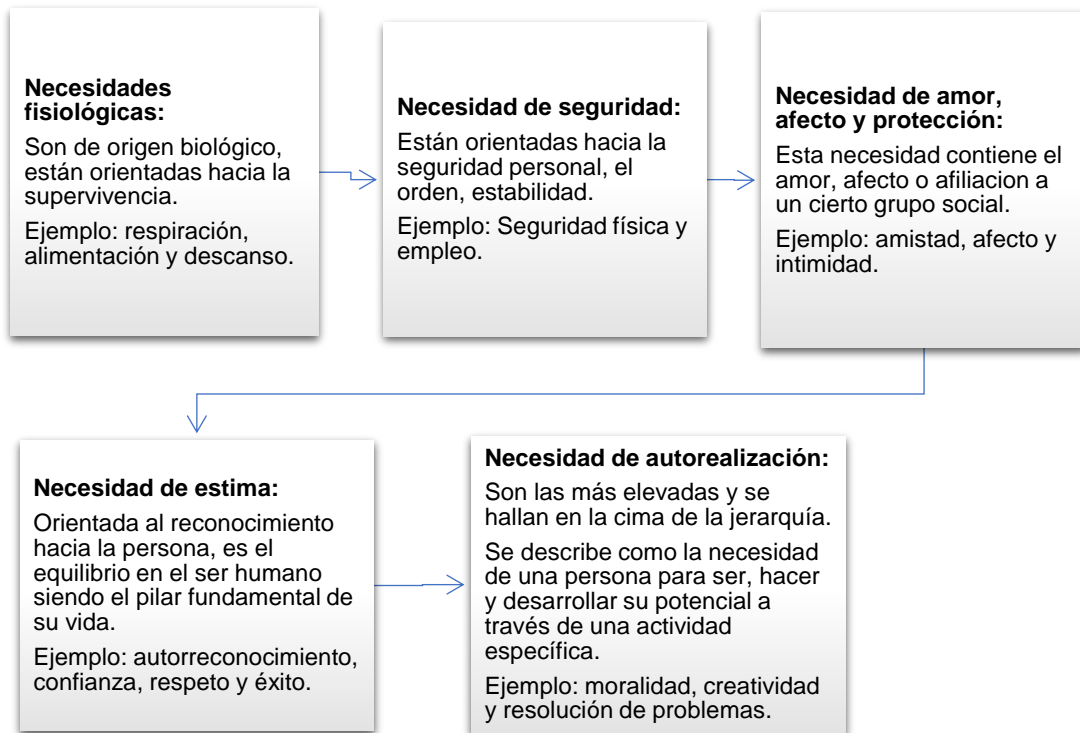 Necesidades
fisiológicas:
Son de origen biológico,
están orientadas hacia la
supervivencia.
Ejemplo: respiración,
alimentación y descanso.
Necesidad de seguridad:
Están orientadas hacia la
seguridad personal, el
orden, estabilidad.
Ejemplo: Seguridad física y
empleo.
Necesidad de amor,
afecto y protección:
Esta necesidad contiene el
amor, afecto o afiliacion a
un cierto grupo social.
Ejemplo: amistad, afecto y
intimidad.
Necesidad de estima:
Orientada al reconocimiento
hacia la persona, es el
equilibrio en el ser humano
siendo el pilar fundamental de
su vida.
Ejemplo: autorreconocimiento,
confianza, respeto y éxito.
Necesidad de autorealización:
Son las más elevadas y se
hallan en la cima de la jerarquía.
Se describe como la necesidad
de una persona para ser, hacer
y desarrollar su potencial a
través de una actividad
específica.
Ejemplo: moralidad, creatividad
y resolución de problemas.